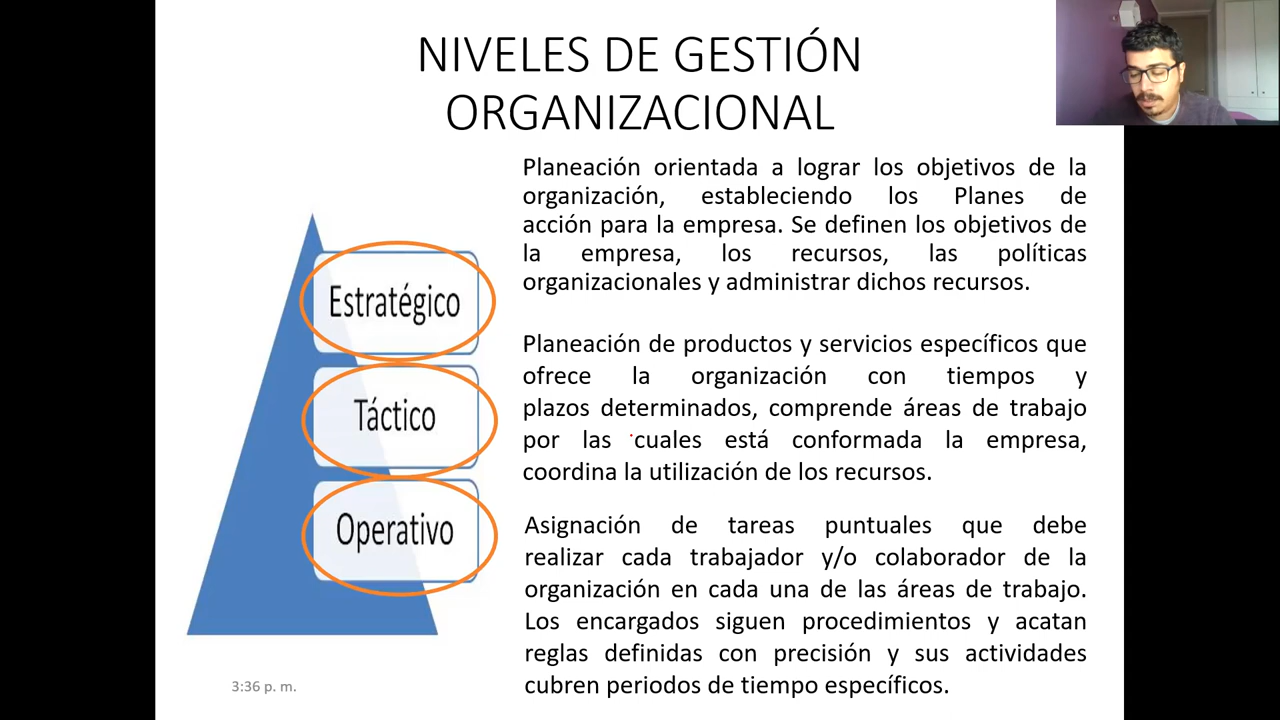 NIVELES DE GESTIÓN
ORGANIZACIONAL
Planeación orientada a lograr los objetivos de la
organización, estableciendo los Planes de
acción para la empresa. Se definen los objetivos de
la empresa, los recursos, las políticas
organizacionales y administrar dichos recursos.
Estratégico
Planeación de productos y servicios específicos que
ofrece la organización con tiempos y
plazos determinados, comprende áreas de trabajo
por las cuales está conformada la empresa,
coordina la utilización de los recursos.
Táctico
Asignación de tareas puntuales que debe
realizar cada trabajador y/o colaborador de la
organización en cada una de las áreas de trabajo.
Los encargados siguen procedimientos y acatan
reglas definidas con precisión y sus actividades
cubren periodos de tiempo específicos.
Operativo
3:36 p. m.